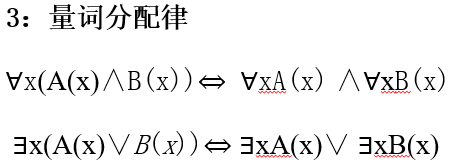 3：量词分配律
∀x(A(x)∧B(x))⇔ ∀xA(x) ∧∀xB(x)
∃x(A(x)∨B(x))⇔∃xA(x)∨ ∃xB(x)